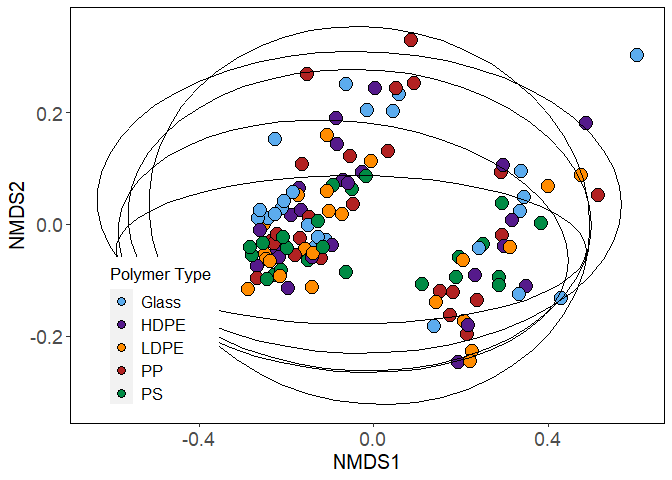 NMDS2
0.2
0.0
-0.2
Polymer Type
Glass
HDPE
LDPE
PP
PS
-0.4
0.0
0.4
NMDS1